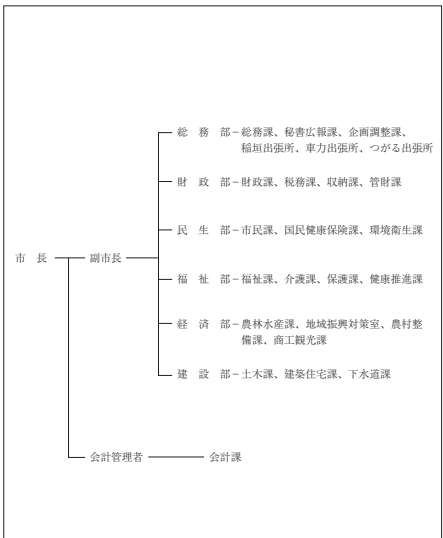 総　務　部－総務課、秘書広報課、企画調整課、
稲垣出張所、車力出張所、つがる出張所
財　政　部－財政課、税務課、収納課、管財課
民　生　部－市民課、国民健康保険課、環境衛生課
市　長　副市長
福　祉　部－福祉課、介護課、保護課、健康推進課
経　済　部－農林水産課、地域振興対策室、農村整
備課、商工観光課
建　設　部－土木課、建築住宅課、下水道課
会計管理者　会計課